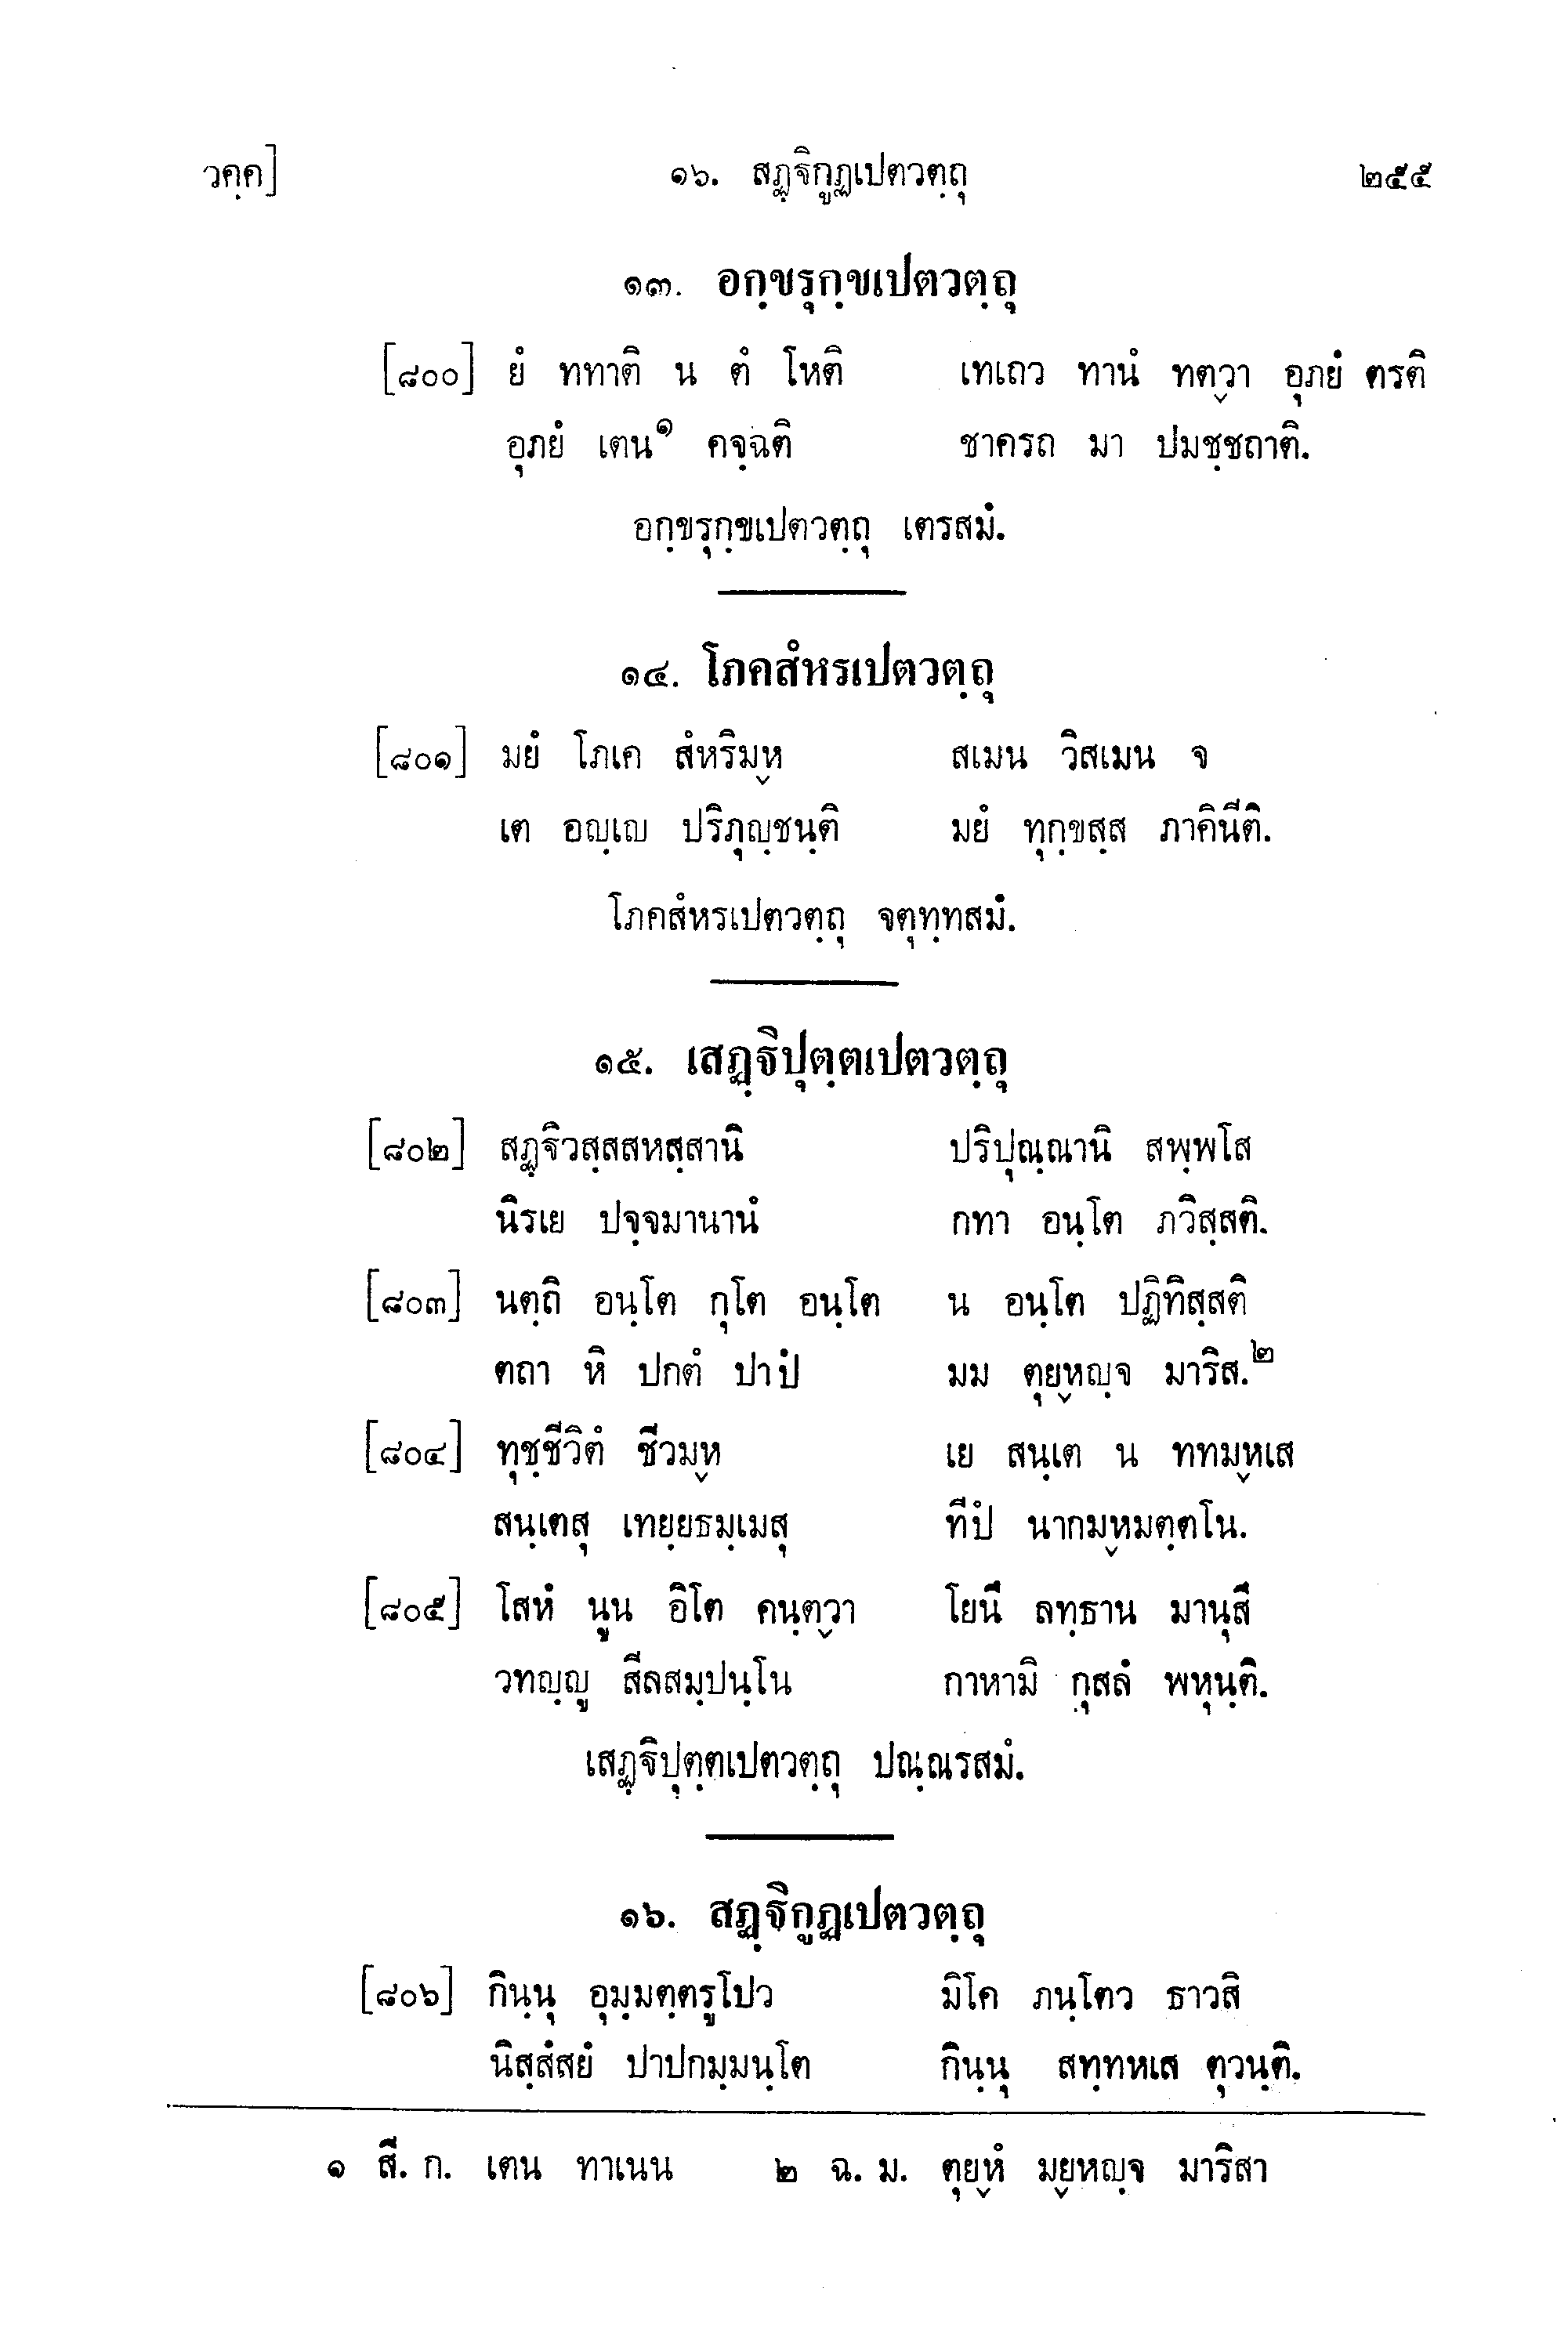 วคฺค]   ๑๖. สฏฺฐิกูฏเปตวตฺถุ   ๒๕๕
๑๓. อกฺขรุกฺขเปตวตฺถุ
[๘๐๐] ยํ ททาติ น ตํ โหติ   เทเถว ทานํ ทตฺวา อุภยํ ตรติ
อุภยํ เตน๑ คจฺฉติ   ชาครถ มา ปมชฺชถาติ.
อกฺขรุกฺขเปตวตฺถุ เตรสมํ.
๑๔. โภคสํหรเปตวตฺถุ
[๘๐๑] มยํ โภเค สํหริมฺห   สเมน วิสเมน จ
เต อญฺเญ ปริภุญฺชนฺติ   มยํ ทุกฺขสฺส ภาคินีติ.
โภคสํหรเปตวตฺถุ จตุทฺทสมํ.
๑๕. เสฏฺฐิปุตฺตเปตวตฺถุ
[๘๐๒] สฏฺฐิวสฺสสหสฺสานิ   ปริปุณฺณานิ สพฺพโส
นิรเย ปจฺจมานานํ   กทา อนฺโต ภวิสฺสติ.
[๘๐๓] นตฺถิ อนฺโต กุโต อนฺโต   น อนฺโต ปฏิทิสฺสติ
ตถา หิ ปกตํ ปาปํ   มม ตุยฺหญฺจ มาริส.๒
[๘๐๔] ทุชฺชีวิตํ ชีวมฺห   เย สนฺเต น ททมฺหเส
สนฺเตสุ เทยฺยธมฺเมสุ   ทีปํ นากมฺหมตฺตโน.
[๘๐๕] โสหํ นูน อิโต คนฺตฺวา   โยนึ ลทฺธาน มานุสึ
วทญฺญู สีลสมฺปนฺโน   กาหามิ กุสลํ พหุนฺติ.
เสฏฺฐิปุตฺตเปตวตฺถุ ปณฺณรสมํ.
๑๖. สฏฺฐิกูฏเปตวตฺถุ
[๘๐๖] กินฺนุ อุมฺมตฺตรูโปว   มิโค ภนฺโตว ธาวสิ
นิสฺสํสยํ ปาปกมฺมนฺโต   กินฺนุ สทฺทหเส ตุวนฺติ.
๑ สี. ก. เตน ทาเนน   ๒ ฉ. ม. ตุยฺหํ มยฺหญฺจ มาริสา